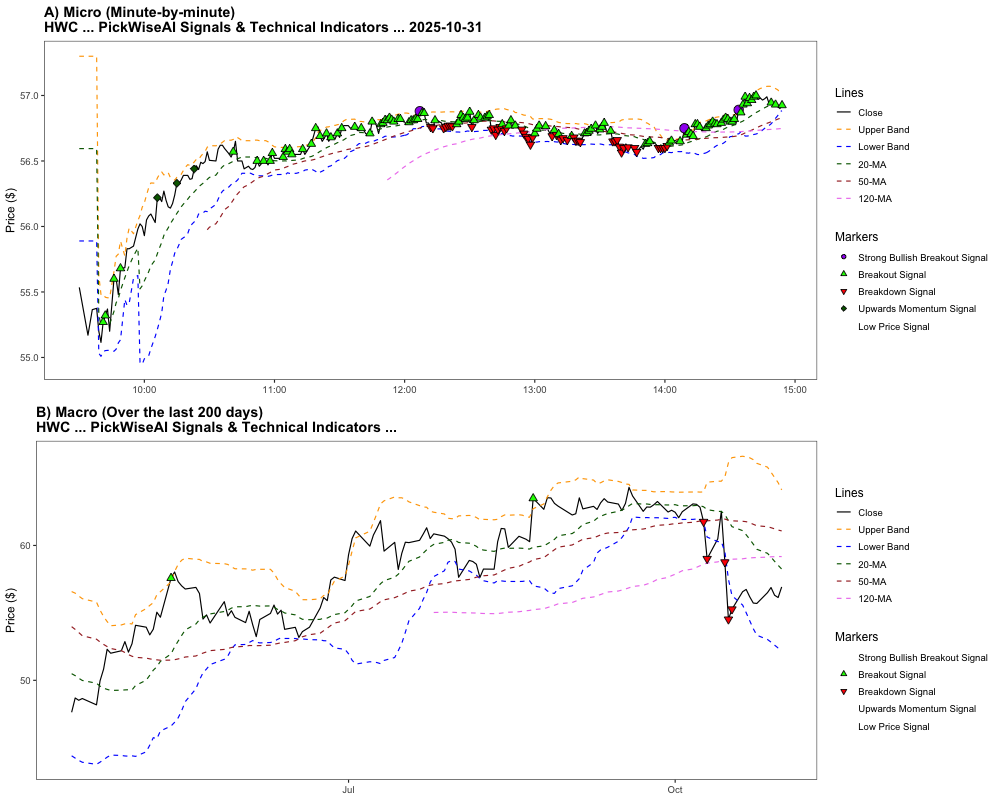 A) Micro (Minute-by-minute)
HWC ... PickWiseAI Signals & Technical Indicators ... 2025-10-31
Price ($)
57.0
56.5
56.0
55.5
55.0
10:00 11:00 12:00 13:00 14:00 15:00
Lines
Close
Upper Band
Lower Band
20-MA
50-MA
120-MA
Markers
Strong Bullish Breakout Signal
Breakout Signal
Breakdown Signal
Upwards Momentum Signal
Low Price Signal
B) Macro (Over the last 200 days)
HWC ... PickWiseAI Signals & Technical Indicators ...
Price ($)
60
50
Jul Oct
Lines
Close
Upper Band
Lower Band
20-MA
50-MA
120-MA
Markers
Strong Bullish Breakout Signal
Breakout Signal
Breakdown Signal
Upwards Momentum Signal
Low Price Signal